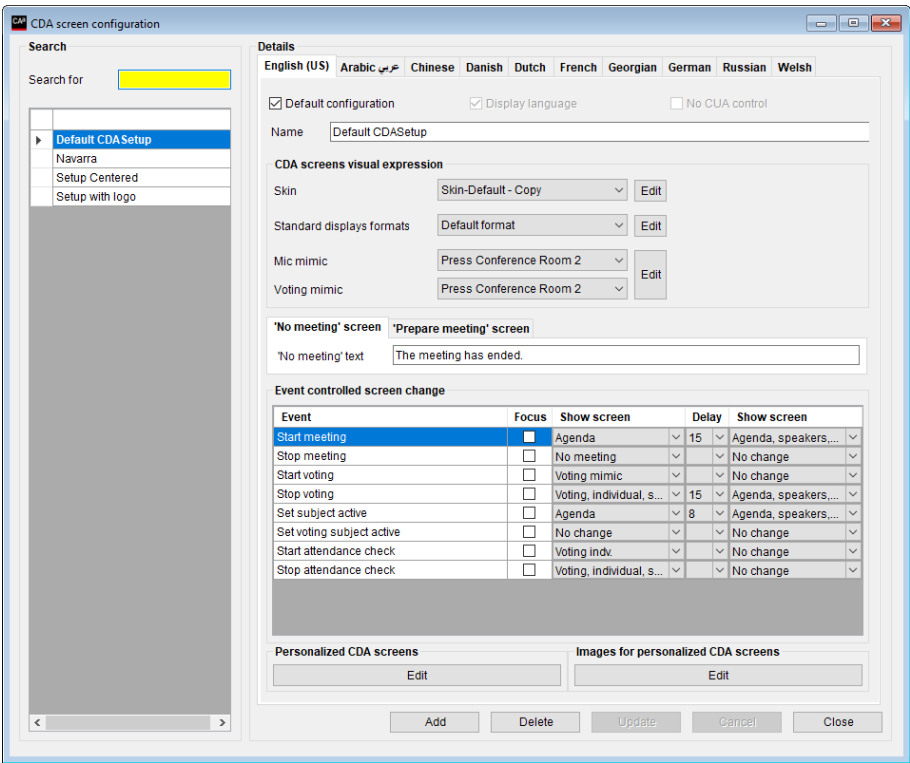 CDA screen configuration
Search
Search for
Default CDASetup
Navarra
Setup Centered
Setup with logo
Details
English (US) Arabic عربي Chinese Danish Dutch French Georgian German Russian Welsh
Default configuration Display language No CUA control
Name Default CDASetup
CDA screens visual expression
Skin Skin-Default - Copy Edit
Standard displays formats Default format Edit
Mic mimic Press Conference Room 2
Edit
Voting mimic Press Conference Room 2
'No meeting' screen 'Prepare meeting' screen
'No meeting' text The meeting has ended.
Event controlled screen change
Event Focus Show screen Delay Show screen
Start meeting Agenda 15 Agenda, speakers,...
Stop meeting No meeting No change
Start voting Voting mimic No change
Stop voting Voting, individual, s... 15 Agenda, speakers,...
Set subject active Agenda 8 Agenda, speakers,...
Set voting subject active No change No change
Start attendance check Voting indv. No change
Stop attendance check Voting, individual, s... No change
Personalized CDA screens Images for personalized CDA screens
Edit Edit
Add Delete Update Cancel Close